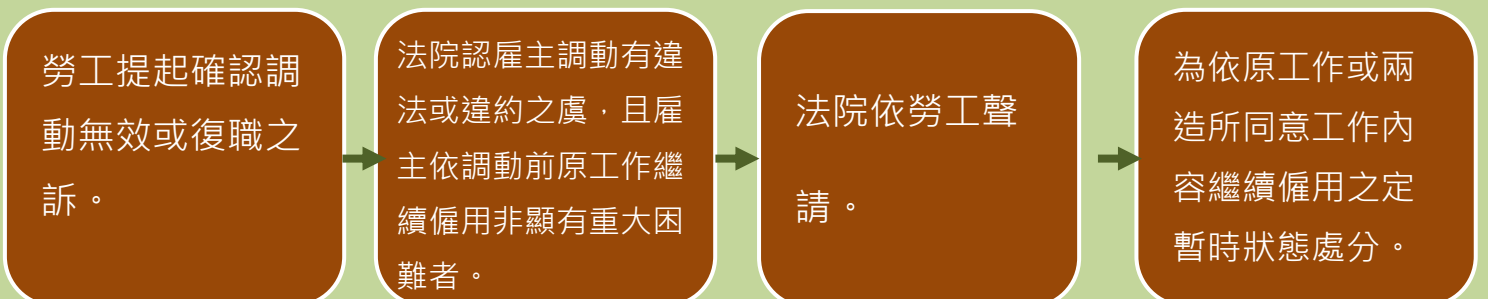 勞工提起確認調
動無效或復職之
訴。
法院認雇主調動有違
法或違約之虞，且雇
主依調動前原工作繼
續僱用非顯有重大困
難者。
法院依勞工聲
請。
為依原工作或兩
造所同意工作內
容繼續僱用之定
暫時狀態處分。